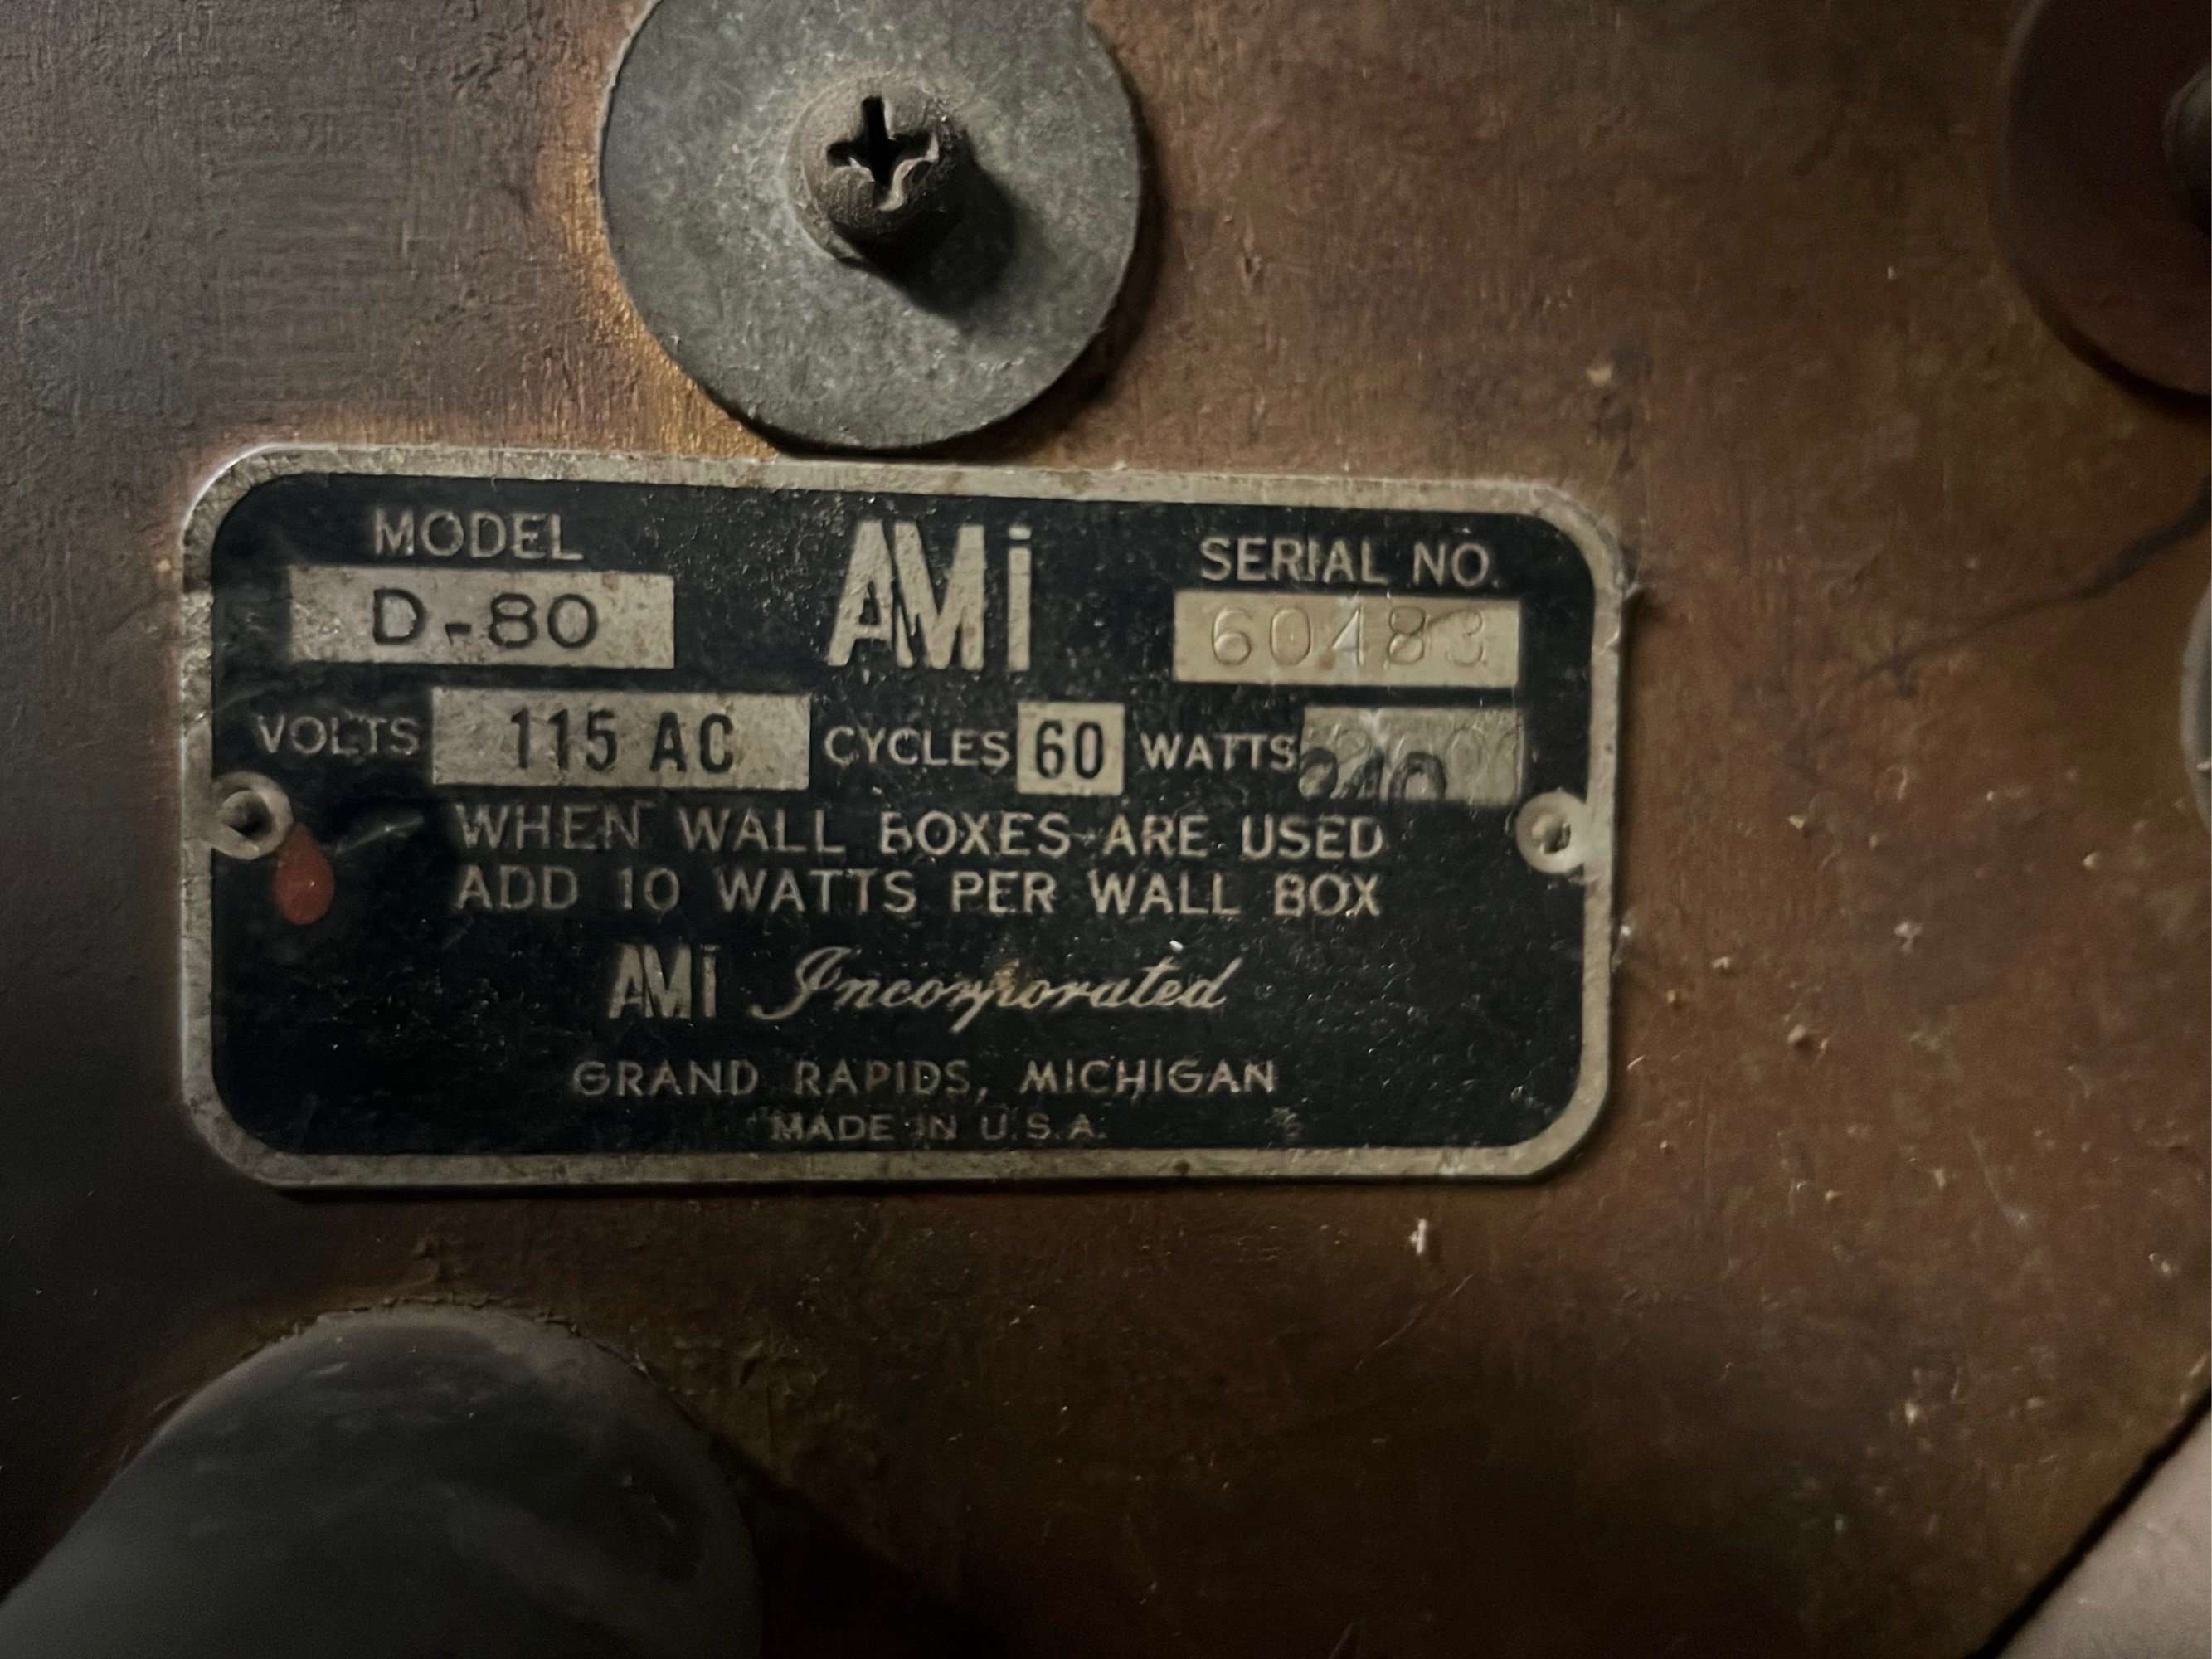 MODEL AMi SERIAL NO.
D-80 60483
VOLTS 115 AC CYCLES 60 WATTS
WHEN WALL BOXES ARE USED
ADD 10 WATTS PER WALL BOX
AMi Incorporated
GRAND RAPIDS, MICHIGAN
MADE IN U.S.A.